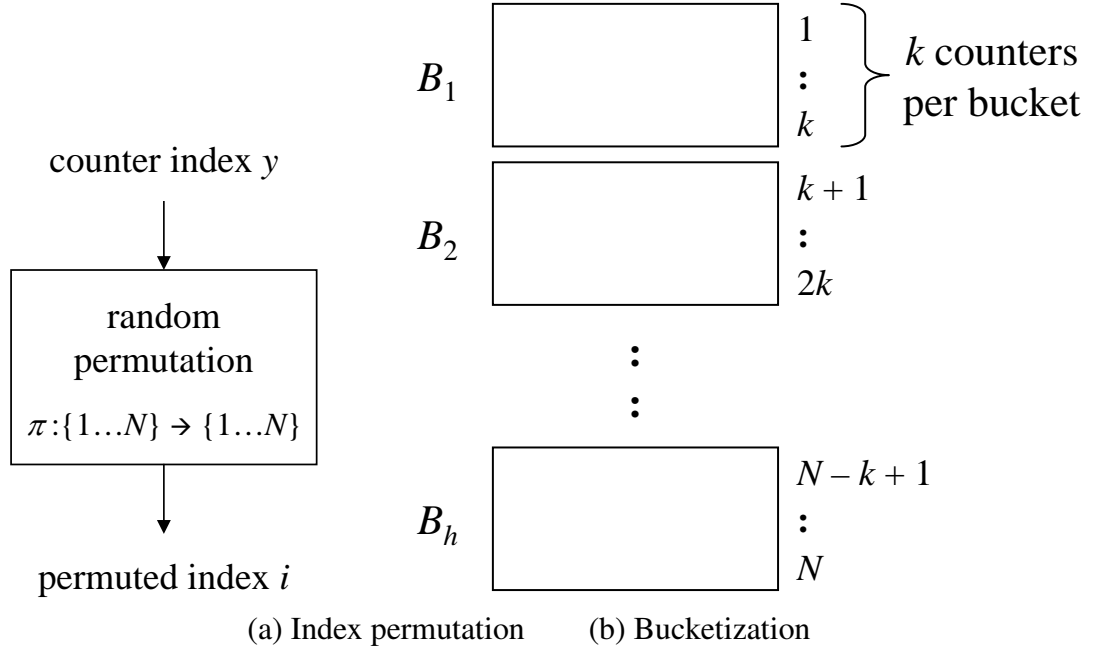 counter index y
random
permutation
π:{1…N} → {1…N}
permuted index i
B₁
1
:
k
k counters
per bucket
B₂
k + 1
:
2k
:
:
Bₕ
N – k + 1
:
N
(a) Index permutation
(b) Bucketization